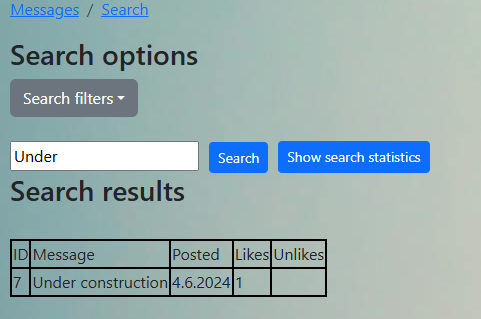 Messages / Search
Search options
Search filters
Under Search Show search statistics
Search results
ID Message Posted Likes Unlikes
7 Under construction 4.6.2024 1